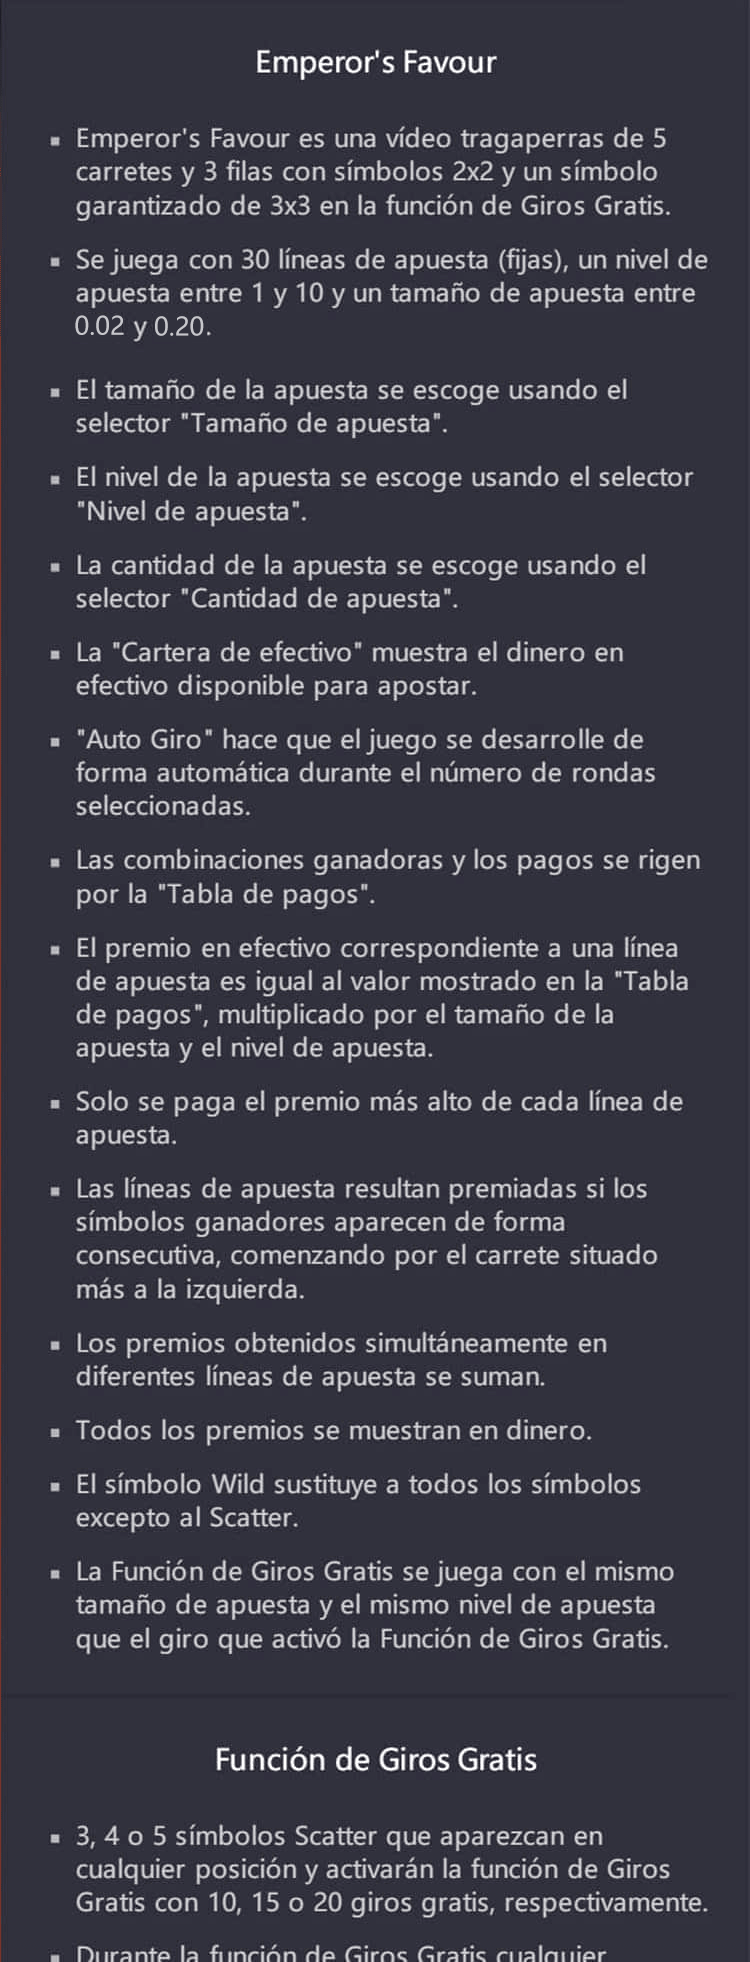 Emperor's Favour
▪ Emperor's Favour es una vídeo tragaperras de 5
carretes y 3 filas con símbolos 2x2 y un símbolo
garantizado de 3x3 en la función de Giros Gratis.
▪ Se juega con 30 líneas de apuesta (fijas), un nivel de
apuesta entre 1 y 10 y un tamaño de apuesta entre
0.02 y 0.20.
▪ El tamaño de la apuesta se escoge usando el
selector "Tamaño de apuesta".
▪ El nivel de la apuesta se escoge usando el selector
"Nivel de apuesta".
▪ La cantidad de la apuesta se escoge usando el
selector "Cantidad de apuesta".
▪ La "Cartera de efectivo" muestra el dinero en
efectivo disponible para apostar.
▪ "Auto Giro" hace que el juego se desarrolle de
forma automática durante el número de rondas
seleccionadas.
▪ Las combinaciones ganadoras y los pagos se rigen
por la "Tabla de pagos".
▪ El premio en efectivo correspondiente a una línea
de apuesta es igual al valor mostrado en la "Tabla
de pagos", multiplicado por el tamaño de la
apuesta y el nivel de apuesta.
▪ Solo se paga el premio más alto de cada línea de
apuesta.
▪ Las líneas de apuesta resultan premiadas si los
símbolos ganadores aparecen de forma
consecutiva, comenzando por el carrete situado
más a la izquierda.
▪ Los premios obtenidos simultáneamente en
diferentes líneas de apuesta se suman.
▪ Todos los premios se muestran en dinero.
▪ El símbolo Wild sustituye a todos los símbolos
excepto al Scatter.
▪ La Función de Giros Gratis se juega con el mismo
tamaño de apuesta y el mismo nivel de apuesta
que el giro que activó la Función de Giros Gratis.
Función de Giros Gratis
▪ 3, 4 o 5 símbolos Scatter que aparezcan en
cualquier posición y activarán la función de Giros
Gratis con 10, 15 o 20 giros gratis, respectivamente.
▪ Durante la función de Giros Gratis cualquier